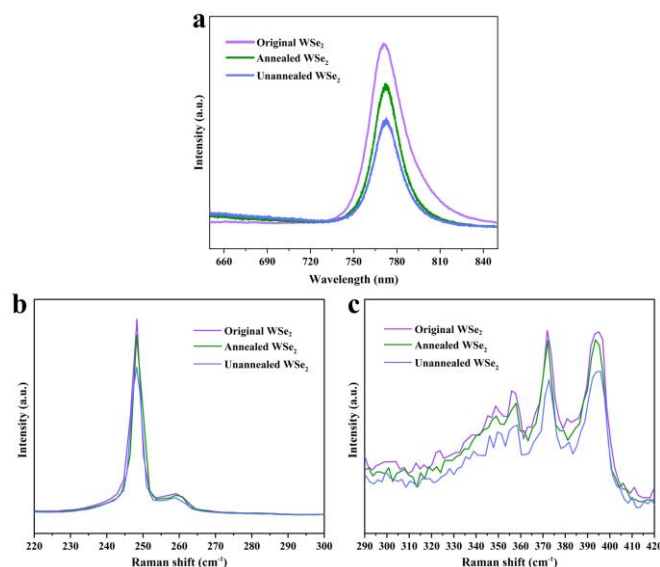 a
Original WSe₂
Annealed WSe₂
Unannealed WSe₂
Intensity (a.u.)
660 690 720 750 780 810 840
Wavelength (nm)
b
Original WSe₂
Annealed WSe₂
Unannealed WSe₂
Intensity (a.u.)
220 230 240 250 260 270 280 290 300
Raman shift (cm⁻¹)
c
Original WSe₂
Annealed WSe₂
Unannealed WSe₂
Intensity (a.u.)
290 300 310 320 330 340 350 360 370 380 390 400 410 420
Raman shift (cm⁻¹)